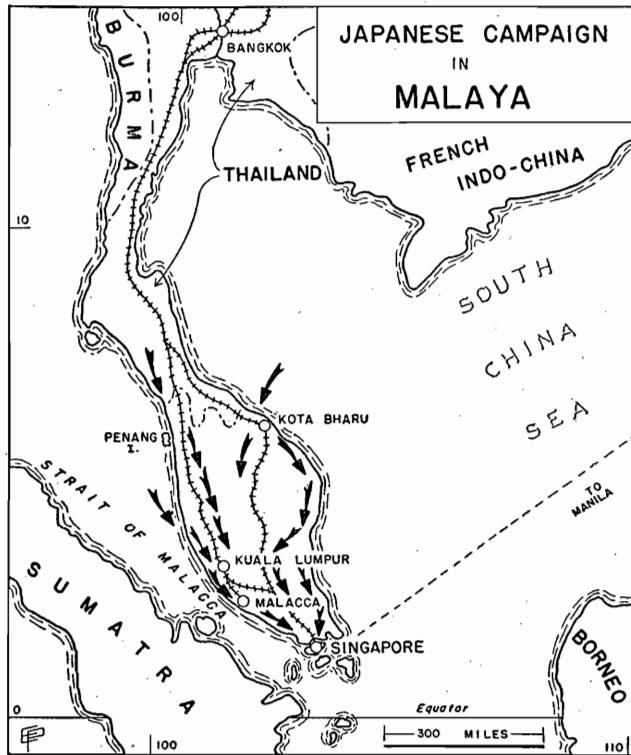 JAPANESE CAMPAIGN
IN
MALAYA
100
BANGKOK
BURMA
FRENCH
INDO-CHINA
THAILAND
10
SOUTH
CHINA
SEA
KOTA BHARU
PENANG
I.
TO
MANILA
STRAIT OF MALACCA
KUALA LUMPUR
MALACCA
SUMATRA
SINGAPORE
BORNEO
0
Equator
300 MILES
100
110